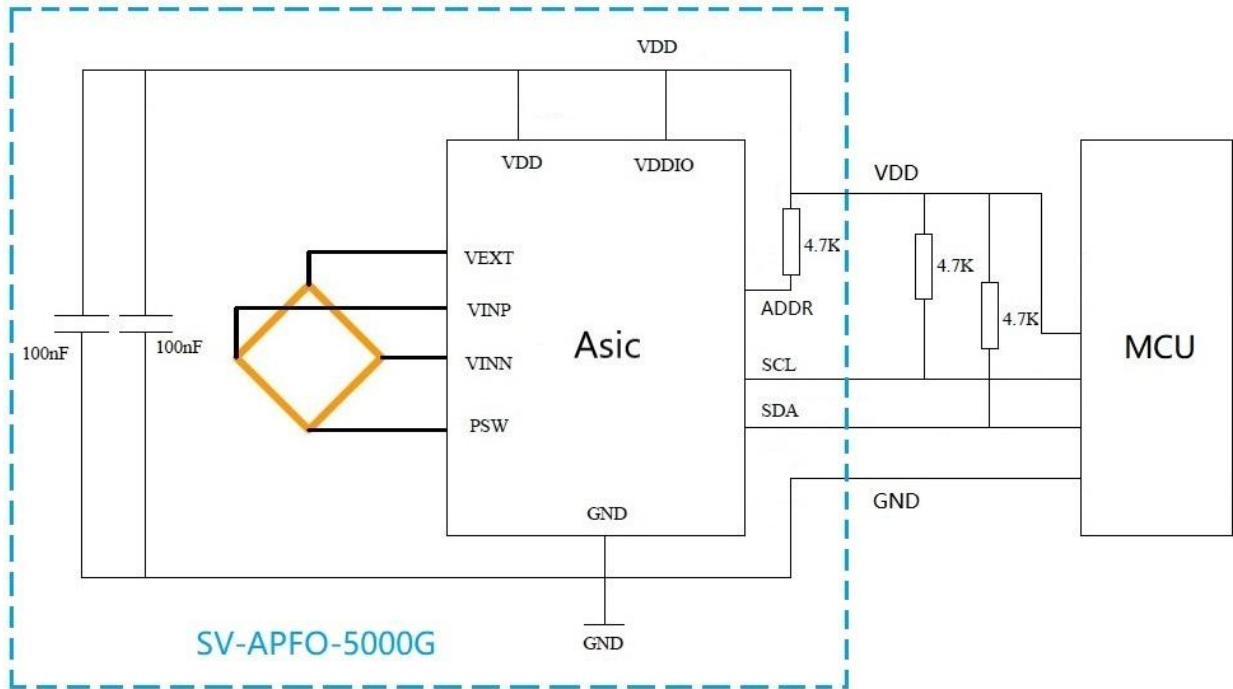 VDD
VDD
VDDIO
VDD
4.7K
4.7K
4.7K
VEXT
VINP
VINN
PSW
ADDR
SCL
SDA
Asic
MCU
100nF
100nF
GND
GND
GND
SV-APFO-5000G